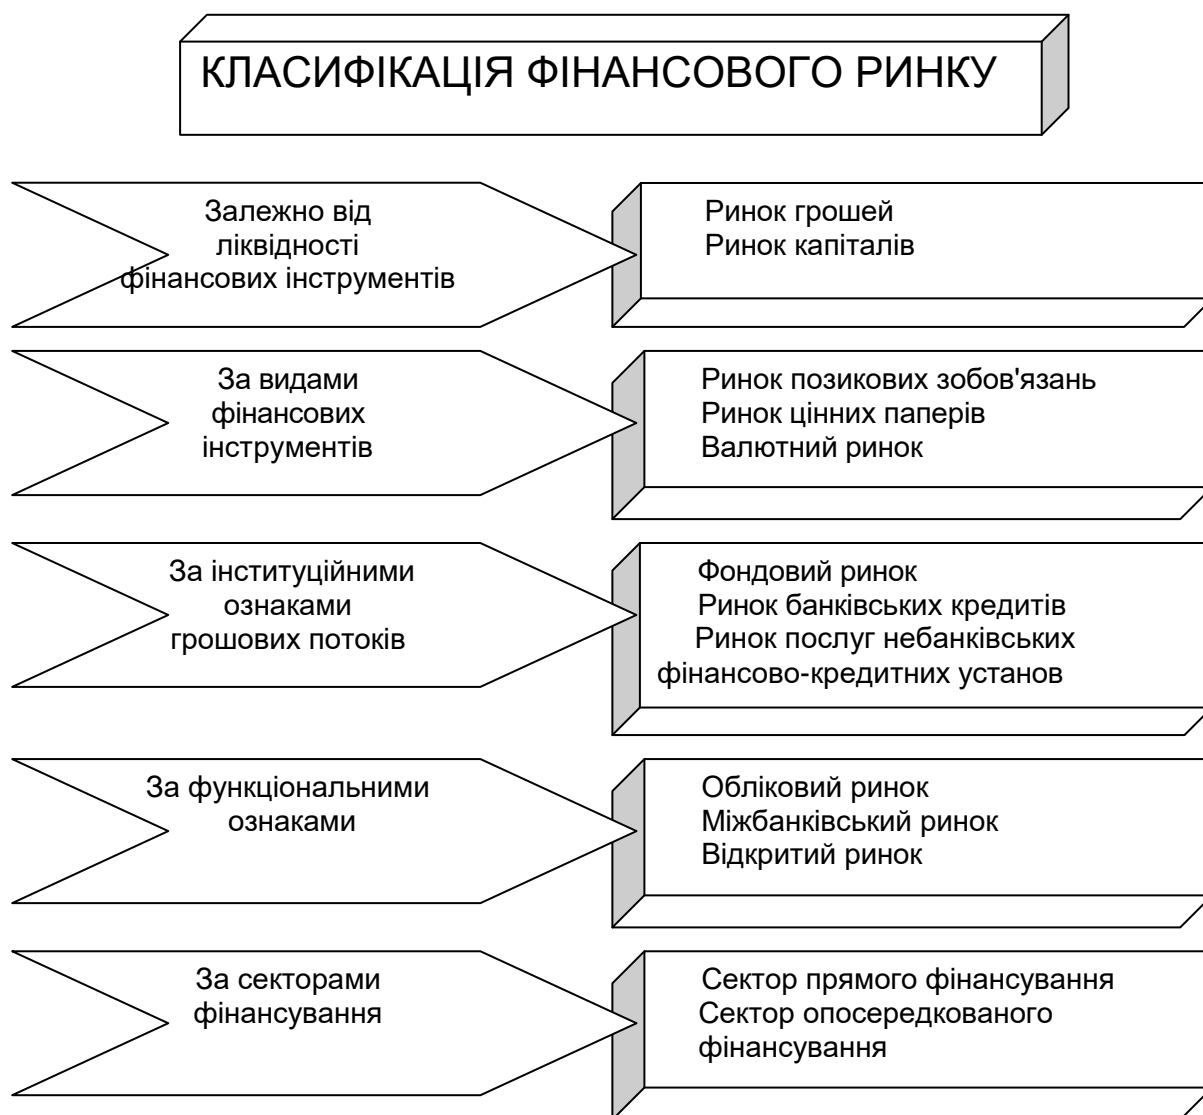 КЛАСИФІКАЦІЯ ФІНАНСОВОГО РИНКУ
Залежно від
ліквідності
фінансових інструментів
Ринок грошей
Ринок капіталів
За видами
фінансових
інструментів
Ринок позикових зобов'язань
Ринок цінних паперів
Валютний ринок
За інституційними
ознаками
грошових потоків
Фондовий ринок
Ринок банківських кредитів
Ринок послуг небанківських
фінансово-кредитних установ
За функціональними
ознаками
Обліковий ринок
Міжбанківський ринок
Відкритий ринок
За секторами
фінансування
Сектор прямого фінансування
Сектор опосередкованого
фінансування